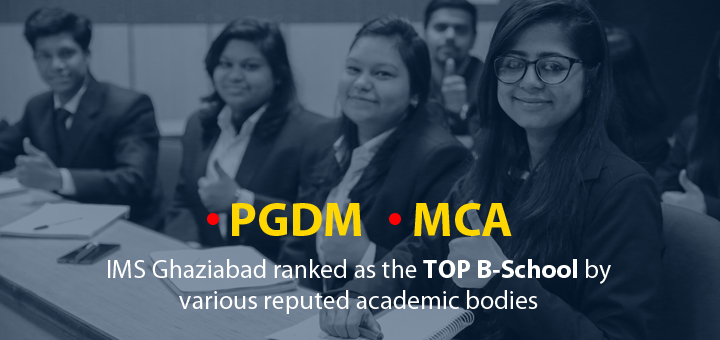 • PGDM • MCA
IMS Ghaziabad ranked as the TOP B-School by
various reputed academic bodies